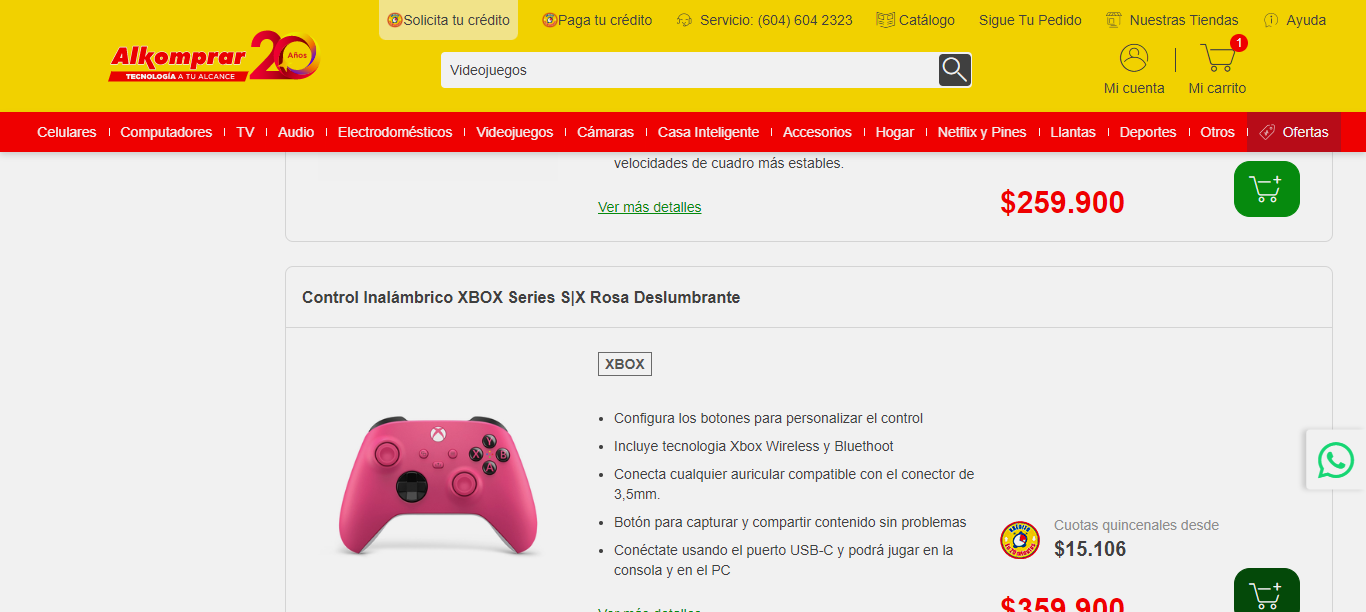 Solicita tu crédito
Paga tu crédito
Servicio: (604) 604 2323
Catálogo
Sigue Tu Pedido
Nuestras Tiendas
Ayuda
Alkomprar 20 Años
TECNOLOGÍA A TU ALCANCE
Videojuegos
1
Mi cuenta
Mi carrito
Celulares
Computadores
TV
Audio
Electrodomésticos
Videojuegos
Cámaras
Casa Inteligente
Accesorios
Hogar
Netflix y Pines
Llantas
Deportes
Otros
Ofertas
velocidades de cuadro más estables.
Ver más detalles
$259.900
Control Inalámbrico XBOX Series S|X Rosa Deslumbrante
XBOX
Configura los botones para personalizar el control
Incluye tecnologia Xbox Wireless y Bluethoot
Conecta cualquier auricular compatible con el conector de
3,5mm.
Botón para capturar y compartir contenido sin problemas
Conéctate usando el puerto USB-C y podrá jugar en la
consola y en el PC
Y
X
B
A
Cuotas quincenales desde
$15.106
Ver más detalles
$359.900